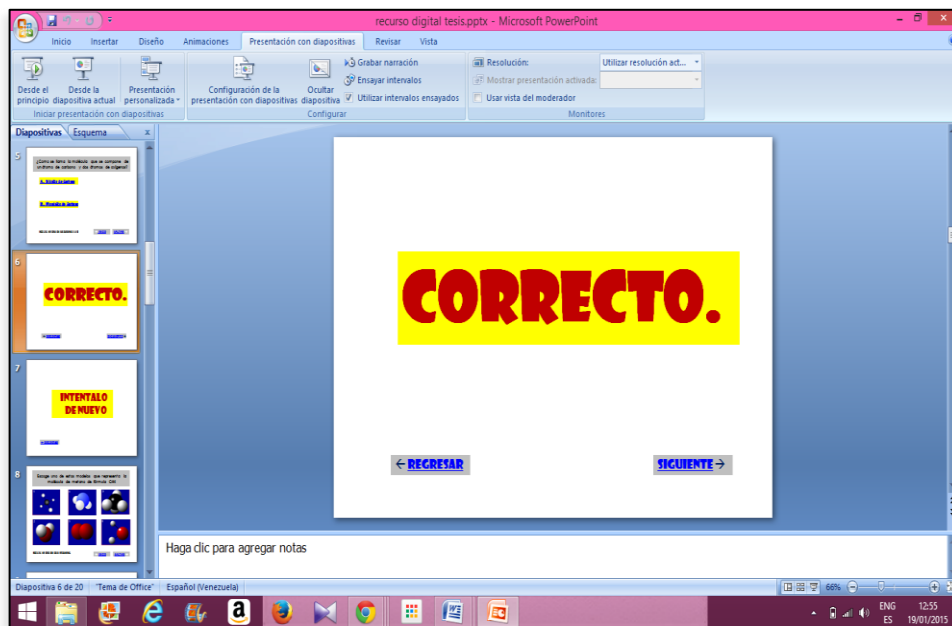 recurso digital tesis.pptx - Microsoft PowerPoint
Inicio Insertar Diseño Animaciones Presentación con diapositivas Revisar Vista
Desde el principio
Desde la diapositiva actual
Presentación personalizada
Iniciar presentación con diapositivas
Configuración de la presentación con diapositivas
Ocultar diapositiva
Grabar narración
Ensayar intervalos
Utilizar intervalos ensayados
Configurar
Resolución: Utilizar resolución act...
Mostrar presentación activada:
Usar vista del moderador
Monitores
Diapositivas Esquema x
5
6
CORRECTO.
7
INTENTALO
DE NUEVO
8
CORRECTO.
←REGRESAR
SIGUIENTE→
Haga clic para agregar notas
Diapositiva 6 de 20 "Tema de Office" Español (Venezuela) 66%
a
ENG 12:55
ES 19/01/2015